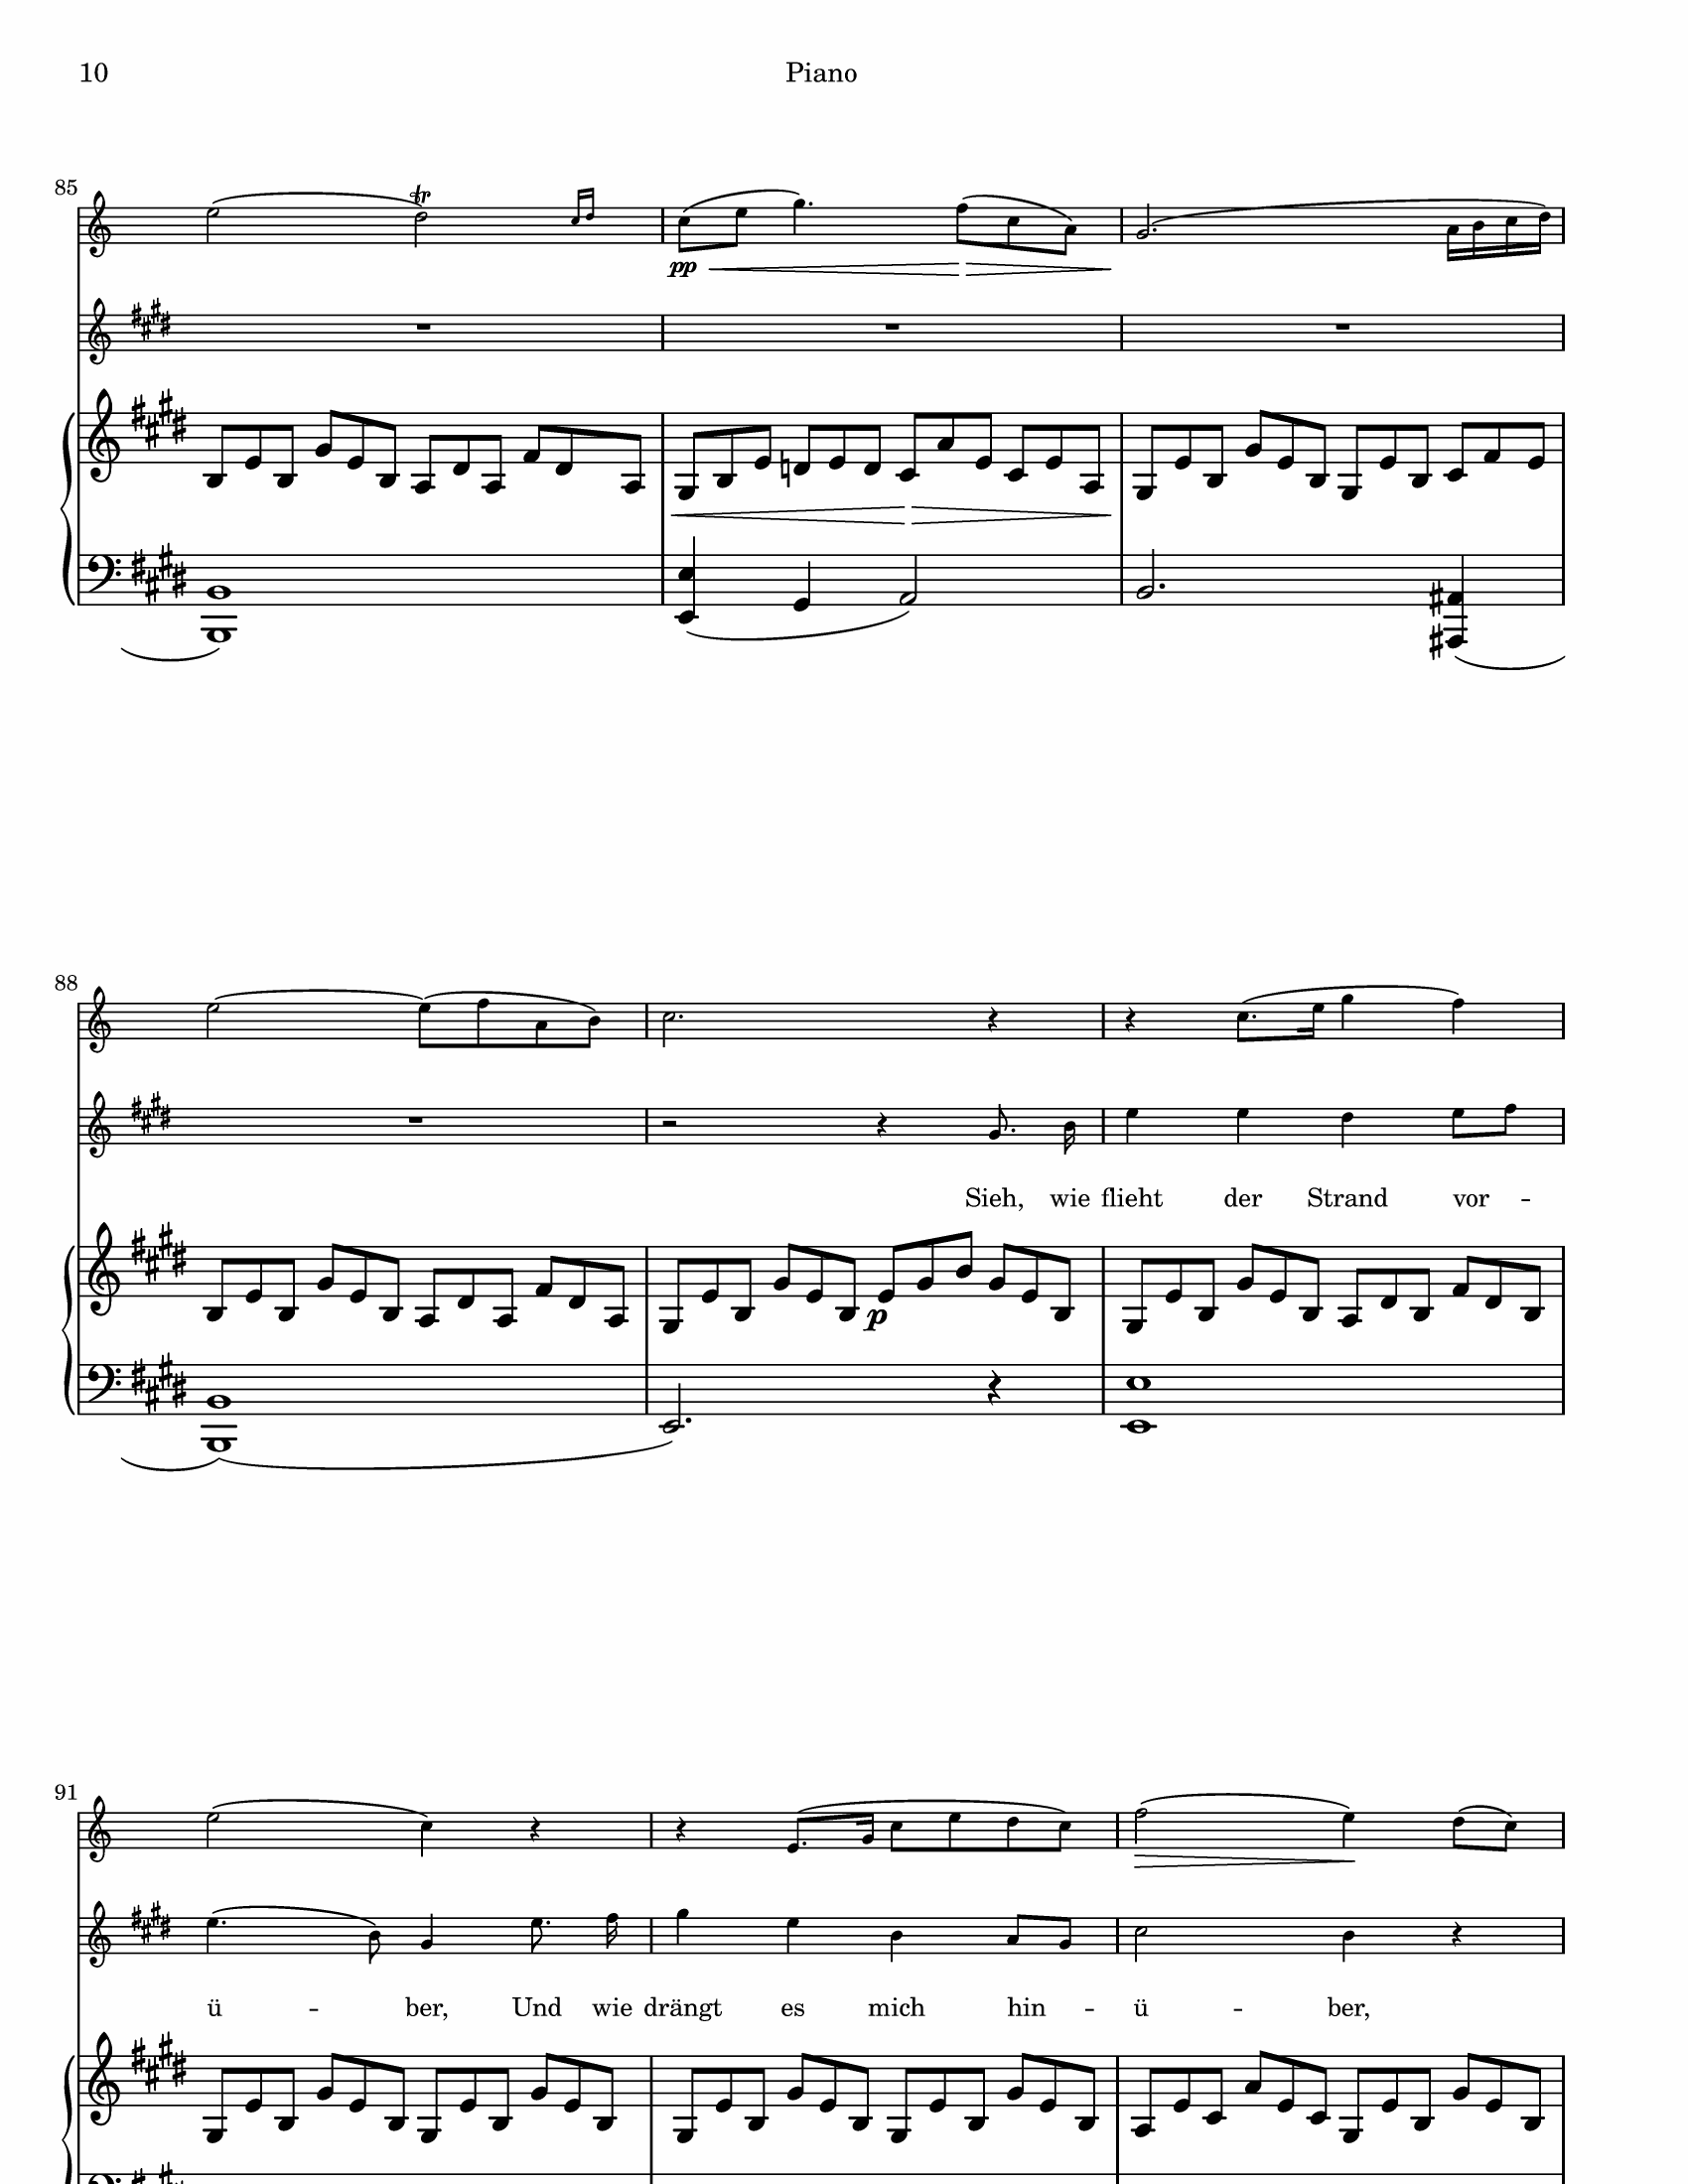 10 Piano
85
pp
88
Sieh, wie flieht der Strand vor --
p
91
ü -- ber, Und wie drängt es mich hin -- ü -- ber,